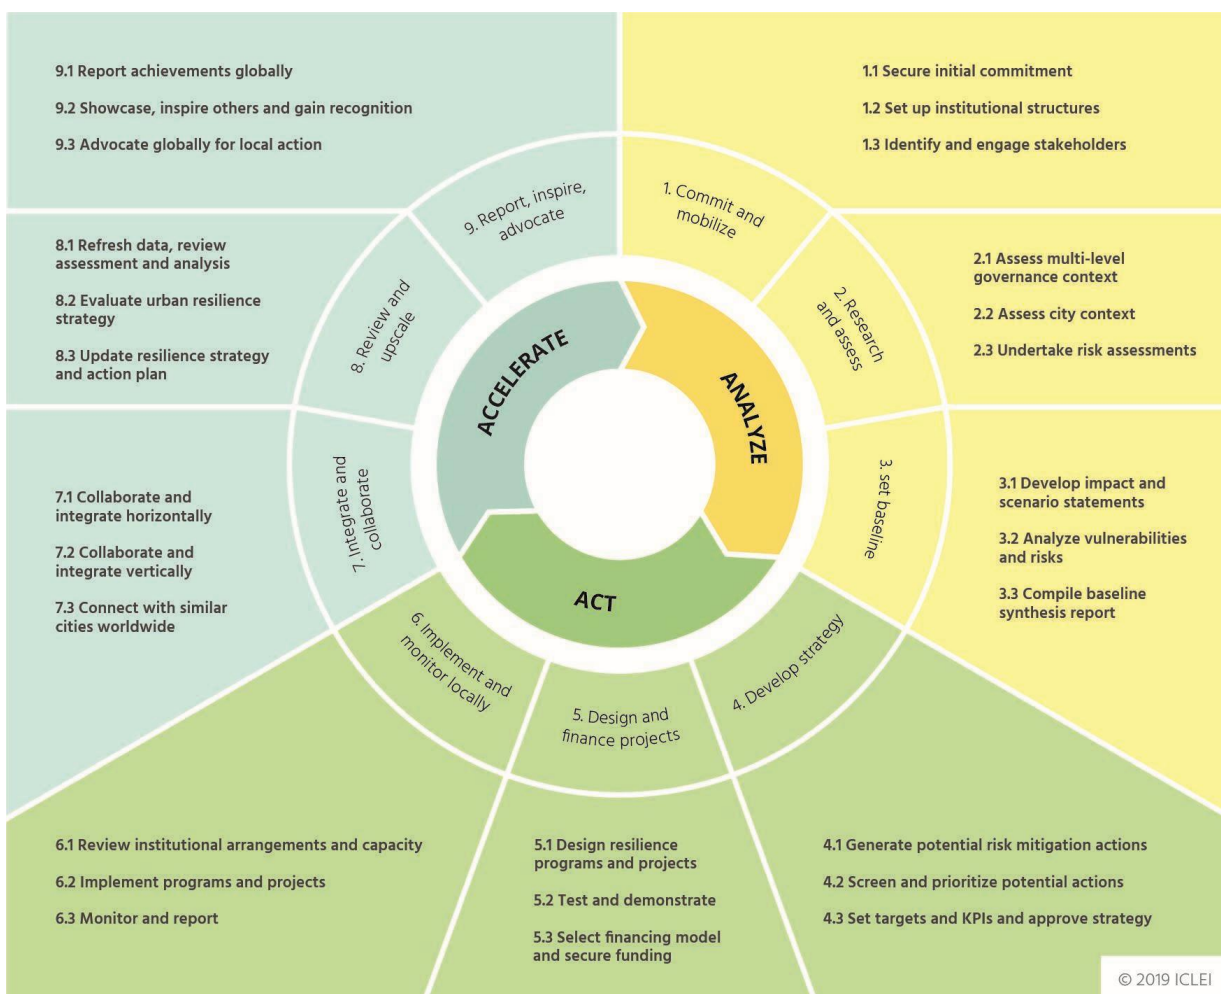 9.1 Report achievements globally
9.2 Showcase, inspire others and gain recognition
9.3 Advocate globally for local action
1.1 Secure initial commitment
1.2 Set up institutional structures
1.3 Identify and engage stakeholders
9. Report, inspire,
advocate
1. Commit and
mobilize
8.1 Refresh data, review
assessment and analysis
8.2 Evaluate urban resilience
strategy
8.3 Update resilience strategy
and action plan
8. Review and
upscale
2. Research
and assess
2.1 Assess multi-level
governance context
2.2 Assess city context
2.3 Undertake risk assessments
ACCELERATE
ANALYZE
ACT
7.1 Collaborate and
integrate horizontally
7.2 Collaborate and
integrate vertically
7.3 Connect with similar
cities worldwide
7. Integrate and
collaborate
3. set baseline
3.1 Develop impact and
scenario statements
3.2 Analyze vulnerabilities
and risks
3.3 Compile baseline
synthesis report
6. Implement and
monitor locally
5. Design and
finance projects
4. Develop strategy
6.1 Review institutional arrangements and capacity
6.2 Implement programs and projects
6.3 Monitor and report
5.1 Design resilience
programs and projects
5.2 Test and demonstrate
5.3 Select financing model
and secure funding
4.1 Generate potential risk mitigation actions
4.2 Screen and prioritize potential actions
4.3 Set targets and KPIs and approve strategy
© 2019 ICLEI